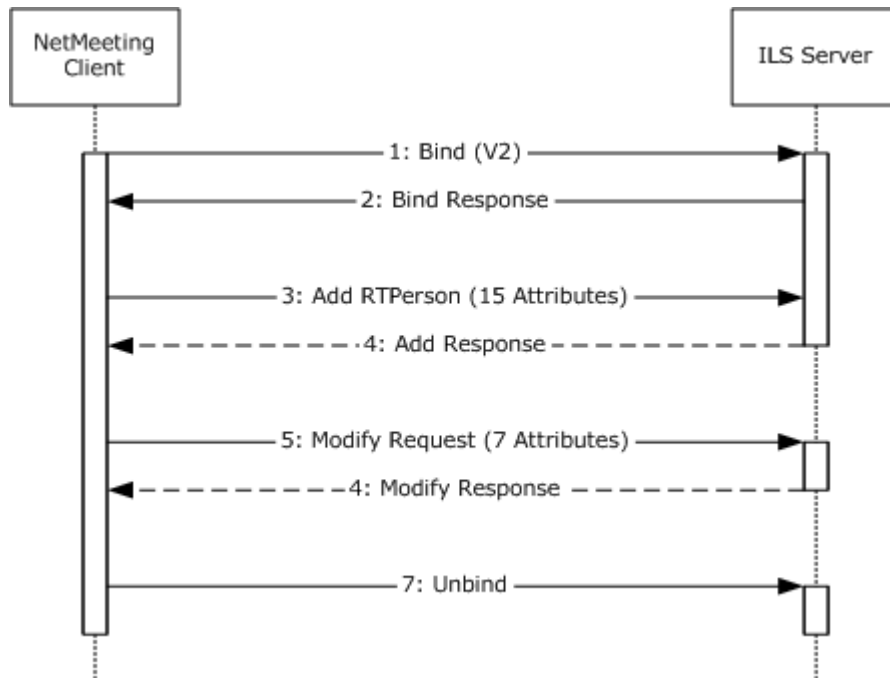 NetMeeting
Client
ILS Server
1: Bind (V2)
2: Bind Response
3: Add RTPerson (15 Attributes)
4: Add Response
5: Modify Request (7 Attributes)
4: Modify Response
7: Unbind